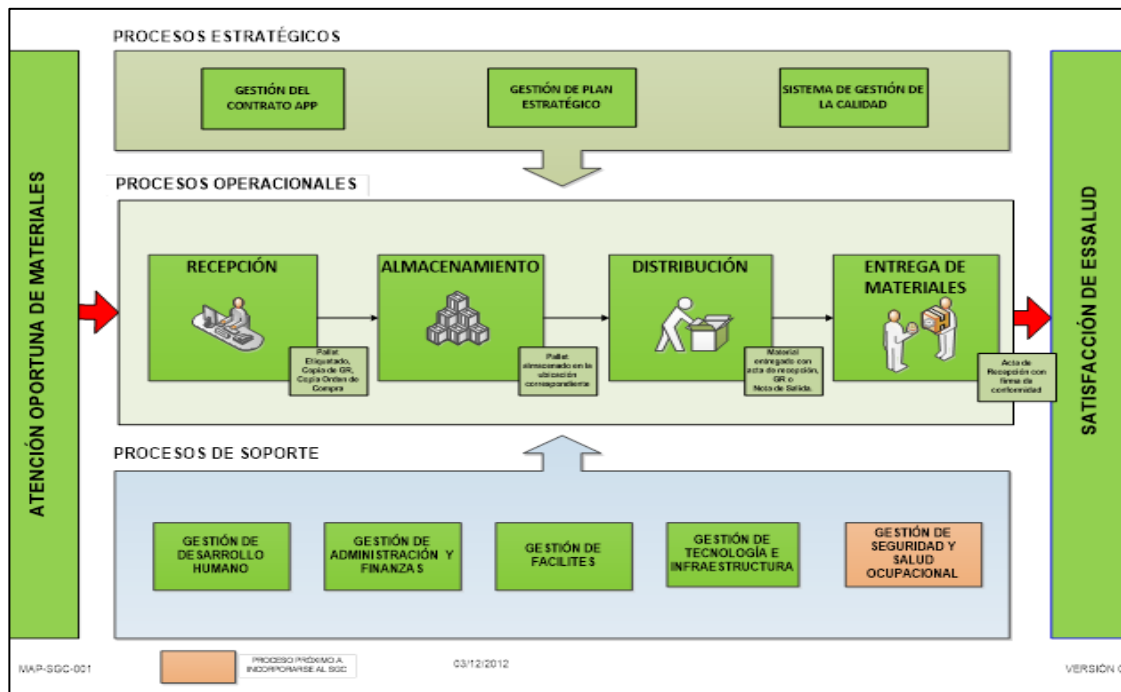 PROCESOS ESTRATÉGICOS
GESTIÓN DEL
CONTRATO APP
GESTIÓN DE PLAN
ESTRATÉGICO
SISTEMA DE GESTIÓN DE
LA CALIDAD
ATENCIÓN OPORTUNA DE MATERIALES
PROCESOS OPERACIONALES
RECEPCIÓN
ALMACENAMIENTO
DISTRIBUCIÓN
ENTREGA DE
MATERIALES
Pallet
Etiquetado,
Copia de GR,
Copia Orden de
Compra
Pallet
almacenado en la
ubicación
correspondiente
Material
entregado con
acta de recepción,
GR o
Nota de Salida.
Acta de
Recepción con
firma de
conformidad
SATISFACCIÓN DE ESSALUD
PROCESOS DE SOPORTE
GESTIÓN DE
DESARROLLO
HUMANO
GESTIÓN DE
ADMINISTRACIÓN Y
FINANZAS
GESTIÓN DE
FACILITES
GESTIÓN DE
TECNOLOGÍA E
INFRAESTRUCTURA
GESTIÓN DE
SEGURIDAD Y
SALUD
OCUPACIONAL
MAP-SGC-001
PROCESO PRÓXIMO A
INCORPORARSE AL SGC
03/12/2012
VERSIÓN